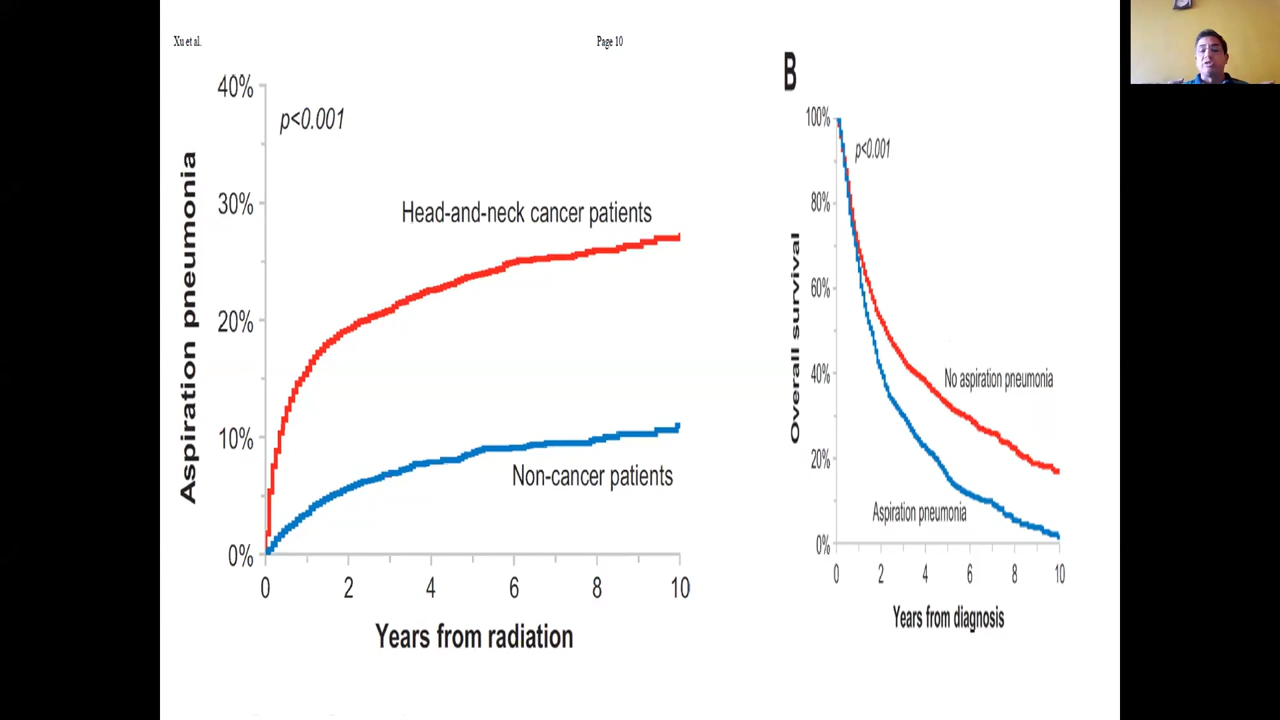 Xu et al.
Page 10
40%
30%
20%
10%
0%
Aspiration pneumonia
p<0.001
Head-and-neck cancer patients
Non-cancer patients
0 2 4 6 8 10
Years from radiation
B
100%
80%
60%
40%
20%
0%
Overall survival
p<0.001
No aspiration pneumonia
Aspiration pneumonia
0 2 4 6 8 10
Years from diagnosis